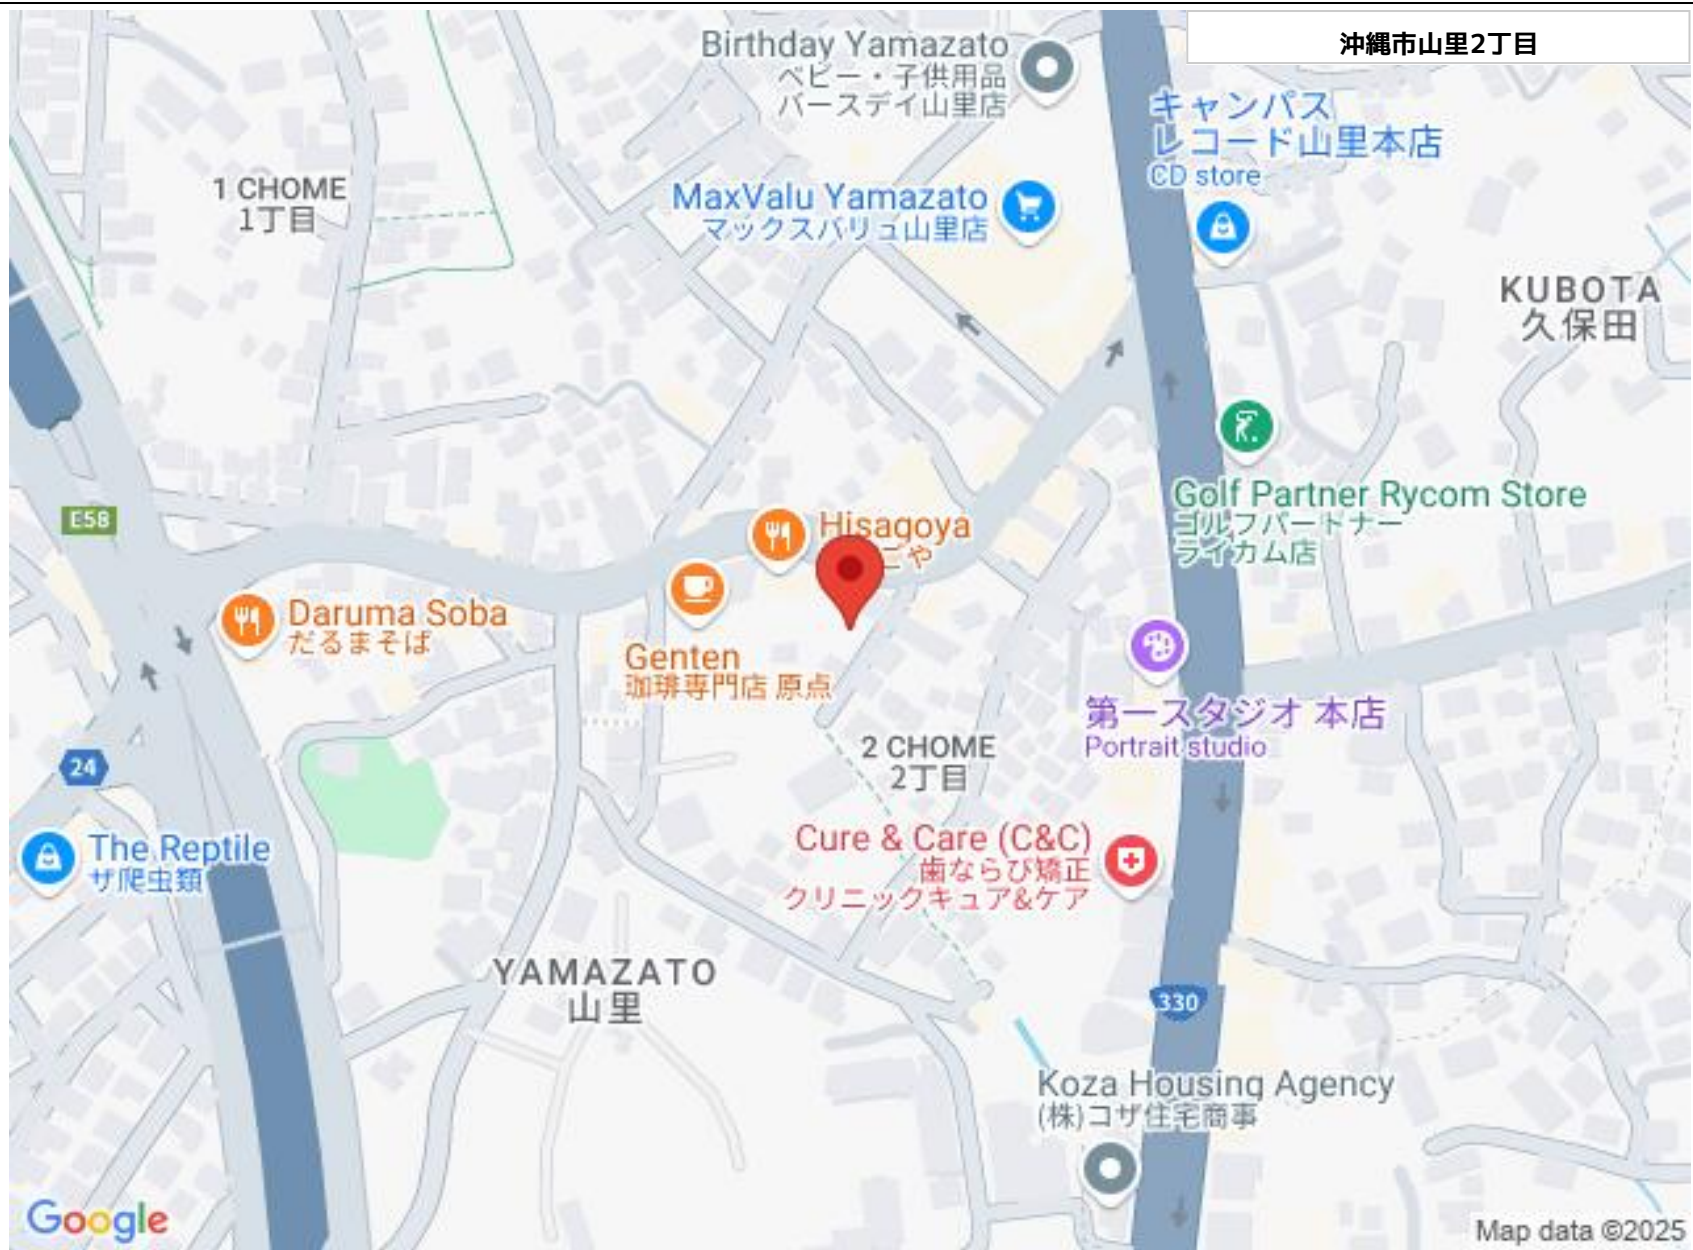 沖縄市山里2丁目
Birthday Yamazato
ベビー・子供用品
バースデイ山里店
キャンパス
レコード山里本店
CD store
1 CHOME
1丁目
MaxValu Yamazato
マックスバリュ山里店
KUBOTA
久保田
Golf Partner Rycom Store
ゴルフパートナー
ライカム店
E58
Hisagoya
ごや
Daruma Soba
だるまそば
Genten
珈琲専門店 原点
第一スタジオ 本店
Portrait studio
2 CHOME
2丁目
24
The Reptile
ザ爬虫類
Cure & Care (C&C)
歯ならび矯正
クリニックキュア&ケア
YAMAZATO
山里
330
Koza Housing Agency
(株)コザ住宅商事
Google
Map data ©2025